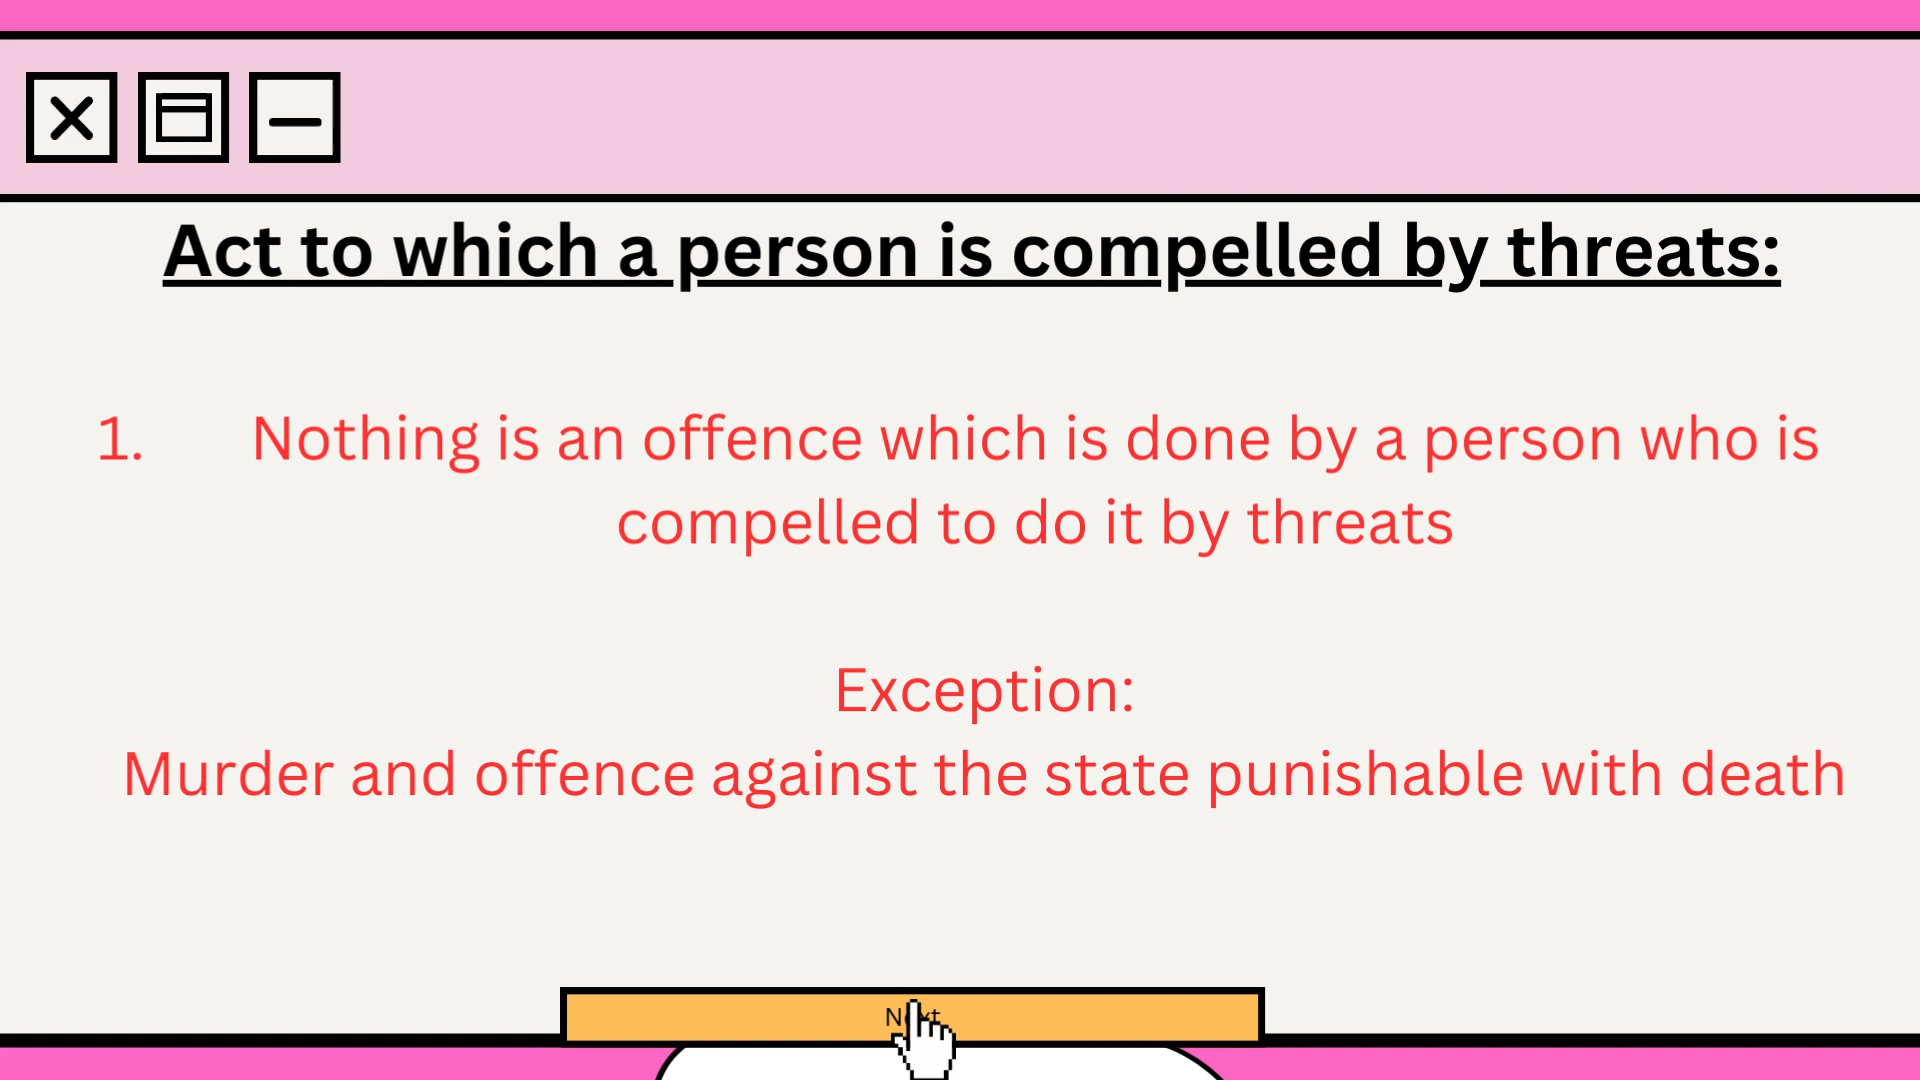 Act to which a person is compelled by threats:
1. Nothing is an offence which is done by a person who is
compelled to do it by threats
Exception:
Murder and offence against the state punishable with death
Next